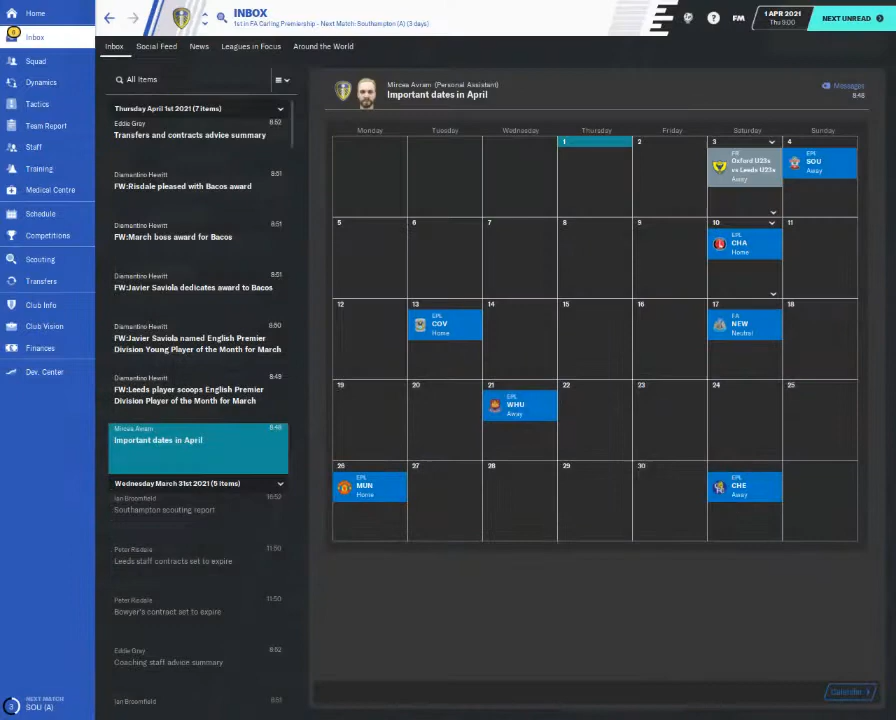 Home
Inbox
Squad
Dynamics
Tactics
Team Report
Staff
Training
Medical Centre
Schedule
Competitions
Scouting
Transfers
Club Info
Club Vision
Finances
Dev. Center
3
NEXT MATCH
SOU (A)
INBOX
1st in FA Carling Premiership - Next Match: Southampton (A) (3 days)
?
FM
1 APR 2021
Thu 9:00
NEXT UNREAD
Inbox
Social Feed
News
Leagues in Focus
Around the World
All Items
Thursday April 1st 2021 (7 items)
Eddie Gray 8:52
Transfers and contracts advice summary
Diamantino Hewitt 8:51
FW:Risdale pleased with Bacos award
Diamantino Hewitt 8:51
FW:March boss award for Bacos
Diamantino Hewitt 8:51
FW:Javier Saviola dedicates award to Bacos
Diamantino Hewitt 8:50
FW:Javier Saviola named English Premier
Division Young Player of the Month for March
Diamantino Hewitt 8:49
FW:Leeds player scoops English Premier
Division Player of the Month for March
Mircea Avram 8:48
Important dates in April
Wednesday March 31st 2021 (5 items)
Ian Broomfield 16:52
Southampton scouting report
Peter Risdale 11:50
Leeds staff contracts set to expire
Peter Risdale 11:50
Bowyer's contract set to expire
Eddie Gray 8:52
Coaching staff advice summary
Ian Broomfield 8:51
Mircea Avram (Personal Assistant)
Important dates in April
Messages
8:48
Monday Tuesday Wednesday Thursday Friday Saturday Sunday
1 2 3 4
FR
Oxford U23s
vs Leeds U23s
Away
EPL
SOU
Away
5 6 7 8 9 10 11
EPL
CHA
Home
12 13 14 15 16 17 18
EPL
COV
Home
FA
NEW
Neutral
19 20 21 22 23 24 25
EPL
WHU
Away
26 27 28 29 30
EPL
MUN
Home
EPL
CHE
Away
Calendar